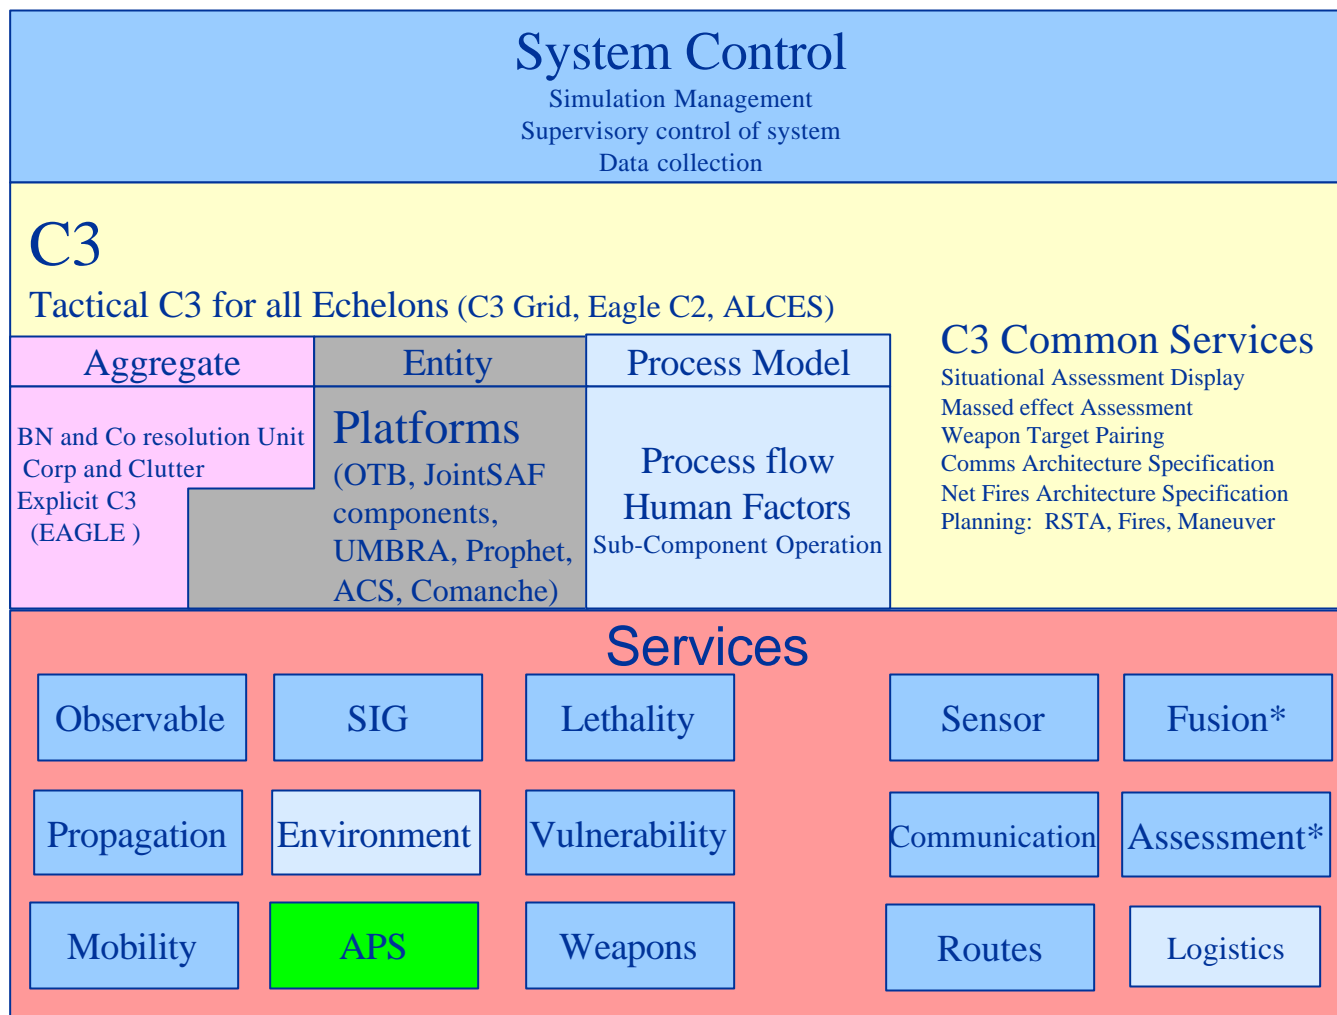 System Control
Simulation Management
Supervisory control of system
Data collection
C3
Tactical C3 for all Echelons (C3 Grid, Eagle C2, ALCES)
Aggregate
Entity
Process Model
BN and Co resolution Unit
Corp and Clutter
Explicit C3
(EAGLE )
Platforms
(OTB, JointSAF
components,
UMBRA, Prophet,
ACS, Comanche)
Process flow
Human Factors
Sub-Component Operation
C3 Common Services
Situational Assessment Display
Massed effect Assessment
Weapon Target Pairing
Comms Architecture Specification
Net Fires Architecture Specification
Planning: RSTA, Fires, Maneuver
Services
Observable
SIG
Lethality
Sensor
Fusion*
Propagation
Environment
Vulnerability
Communication
Assessment*
Mobility
APS
Weapons
Routes
Logistics